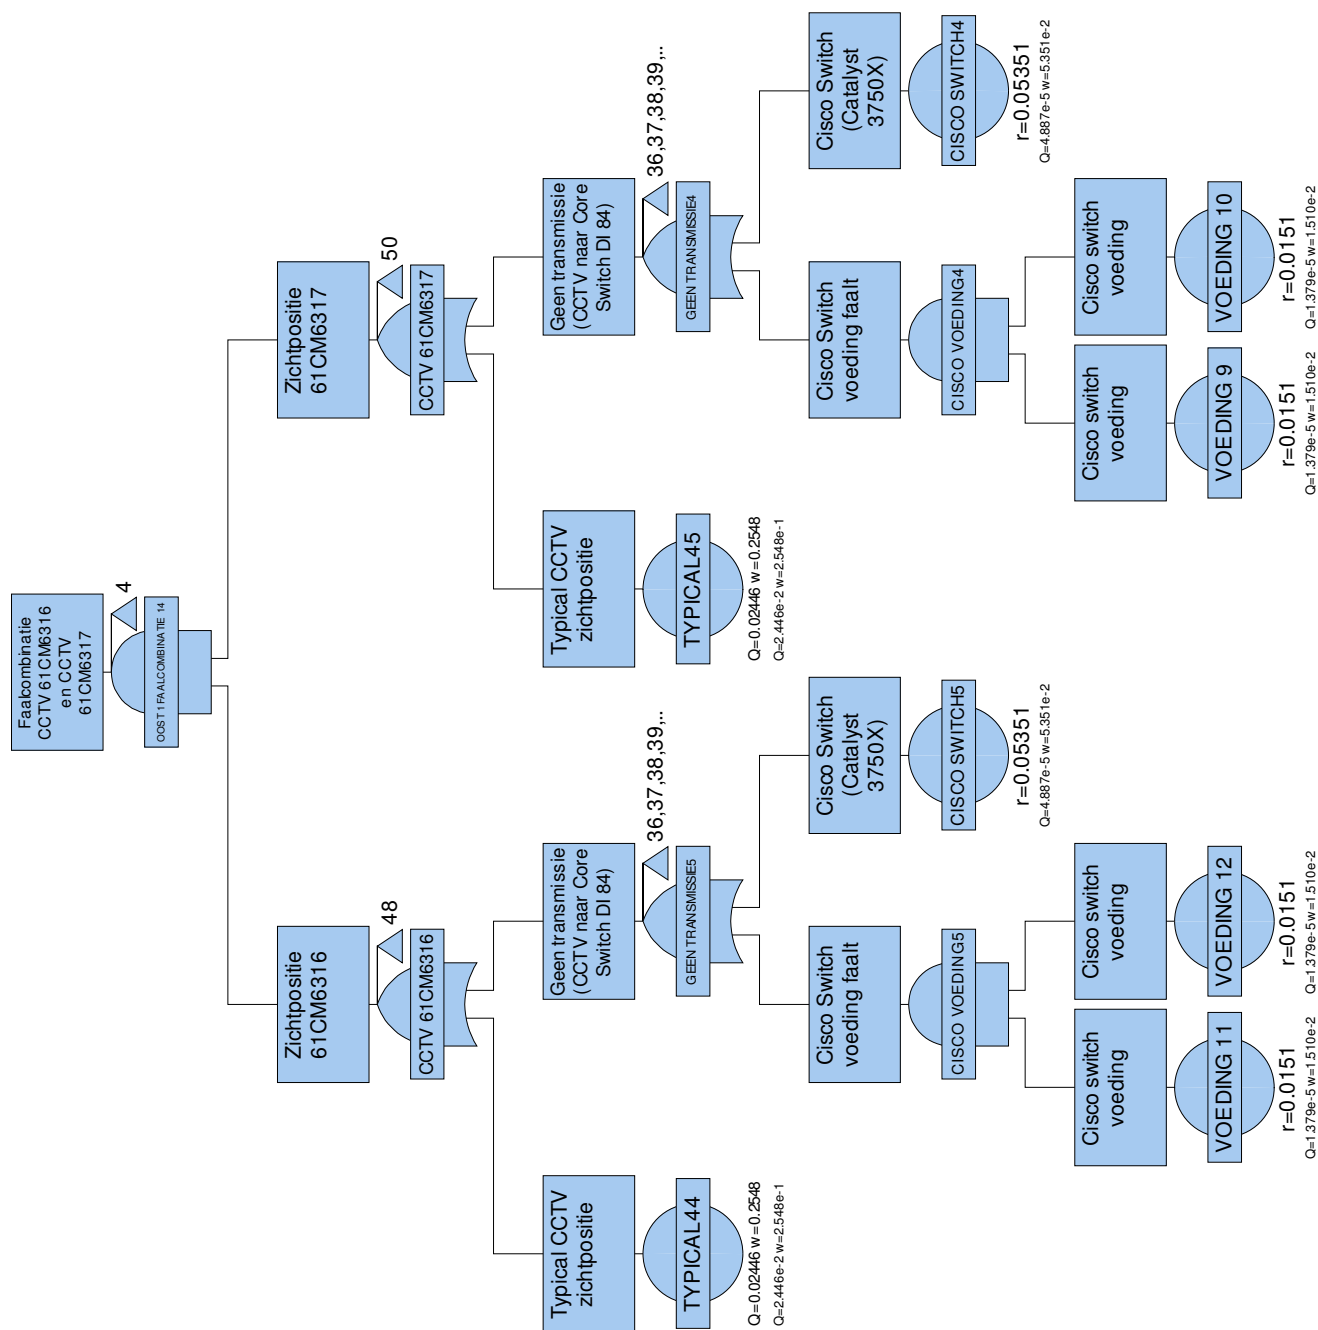 Faalcombinatie
CCTV 61CM6316
en CCTV
61CM6317
4
OOST 1 FAALCOMBINATIE 14
Zichtpositie
61CM6316
48
CCTV 61CM6316
Zichtpositie
61CM6317
50
CCTV 61CM6317
Typical CCTV
zichtpositie
TYPICAL44
Q=0.02446 w=0.2548
Q=2.446e-2 w=2.548e-1
Geen transmissie
(CCTV naar Core
Switch DI 84)
36,37,38,39,..
GEEN TRANSMISSIE5
Typical CCTV
zichtpositie
TYPICAL45
Q=0.02446 w=0.2548
Q=2.446e-2 w=2.548e-1
Geen transmissie
(CCTV naar Core
Switch DI 84)
36,37,38,39,..
GEEN TRANSMISSIE4
Cisco Switch
voeding faalt
CISCO VOEDING5
Cisco Switch
(Catalyst
3750X)
CISCO SWITCH5
r=0.05351
Q=4.887e-5 w=5.351e-2
Cisco Switch
voeding faalt
CISCO VOEDING4
Cisco Switch
(Catalyst
3750X)
CISCO SWITCH4
r=0.05351
Q=4.887e-5 w=5.351e-2
Cisco switch
voeding
VOEDING 11
r=0.0151
Q=1.379e-5 w=1.510e-2
Cisco switch
voeding
VOEDING 12
r=0.0151
Q=1.379e-5 w=1.510e-2
Cisco switch
voeding
VOEDING 9
r=0.0151
Q=1.379e-5 w=1.510e-2
Cisco switch
voeding
VOEDING 10
r=0.0151
Q=1.379e-5 w=1.510e-2